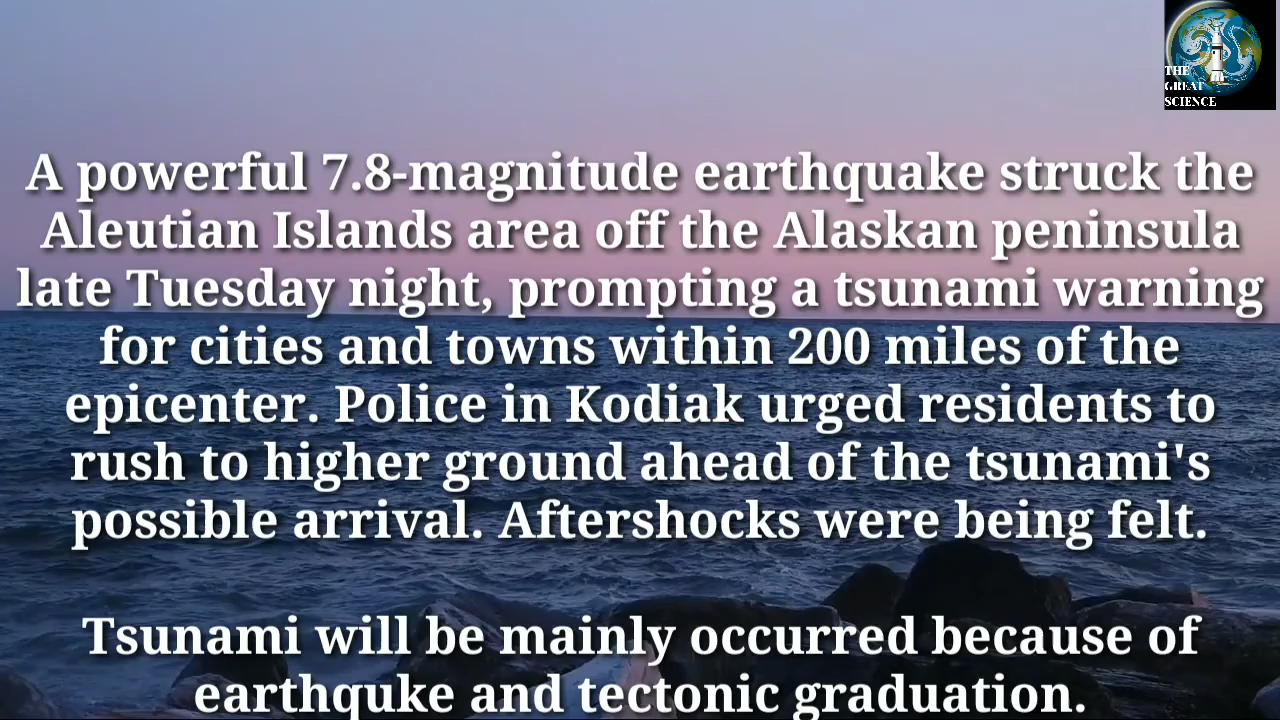 THE
GREAT
SCIENCE
A powerful 7.8-magnitude earthquake struck the
Aleutian Islands area off the Alaskan peninsula
late Tuesday night, prompting a tsunami warning
for cities and towns within 200 miles of the
epicenter. Police in Kodiak urged residents to
rush to higher ground ahead of the tsunami's
possible arrival. Aftershocks were being felt.
Tsunami will be mainly occurred because of
earthquke and tectonic graduation.